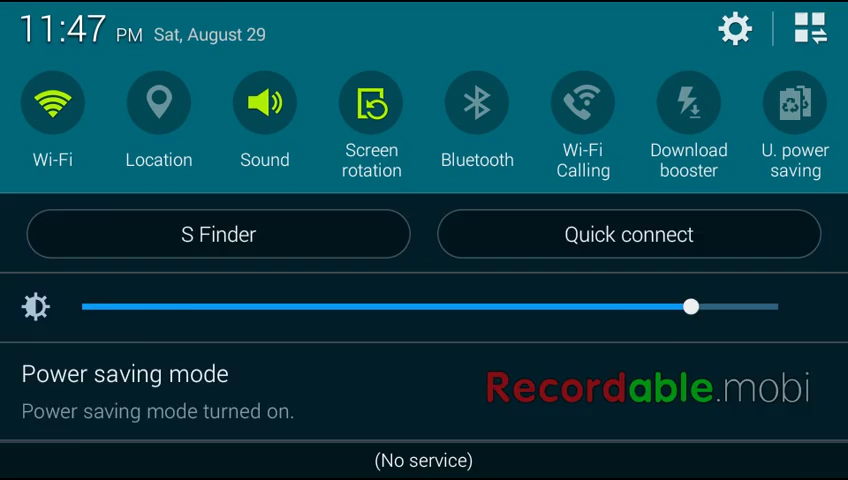 11:47 PM Sat, August 29
Wi-Fi
Location
Sound
Screen
rotation
Bluetooth
Wi-Fi
Calling
Download
booster
U. power
saving
S Finder
Quick connect
Power saving mode
Power saving mode turned on.
Recordable.mobi
(No service)